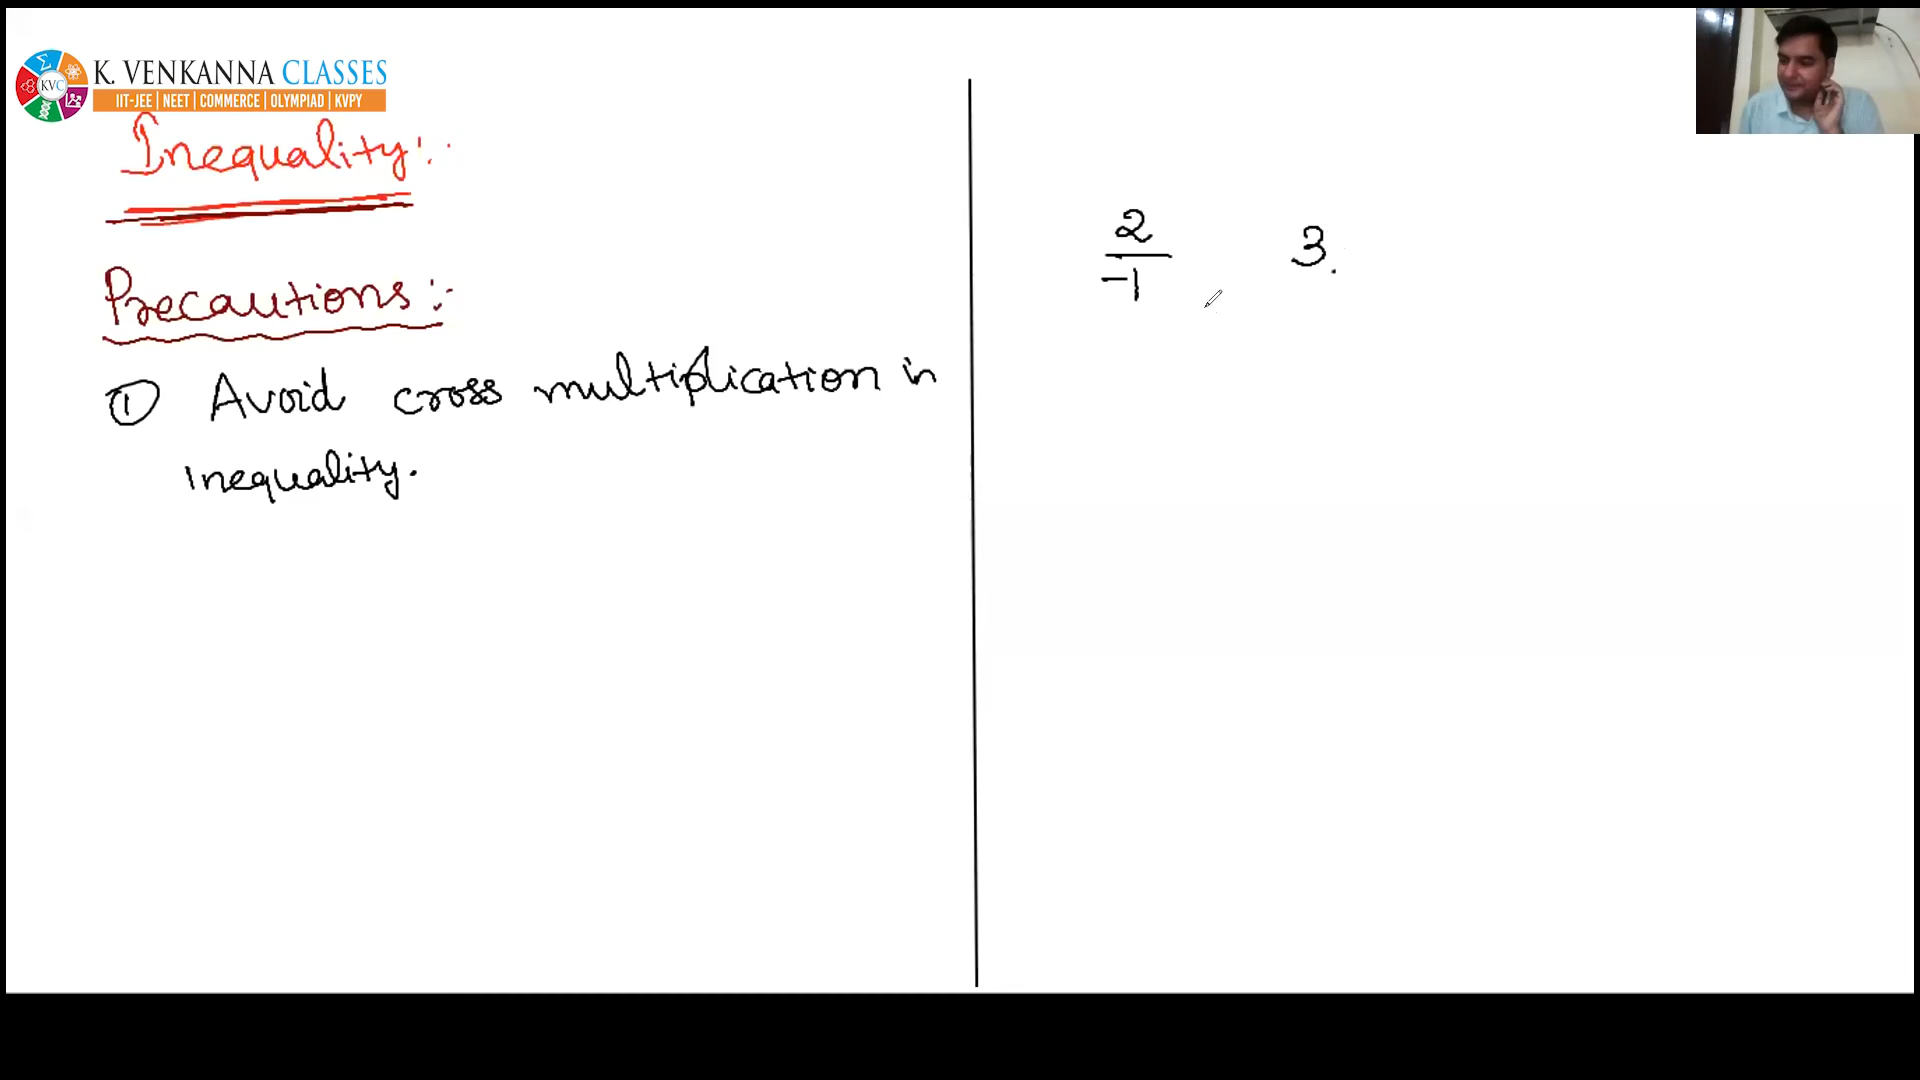 KVC
K. VENKANNA CLASSES
IIT-JEE | NEET | COMMERCE | OLYMPIAD | KVPY
Inequality:-
Precautions:-
① Avoid cross multiplication in
inequality.
2
-1
3.